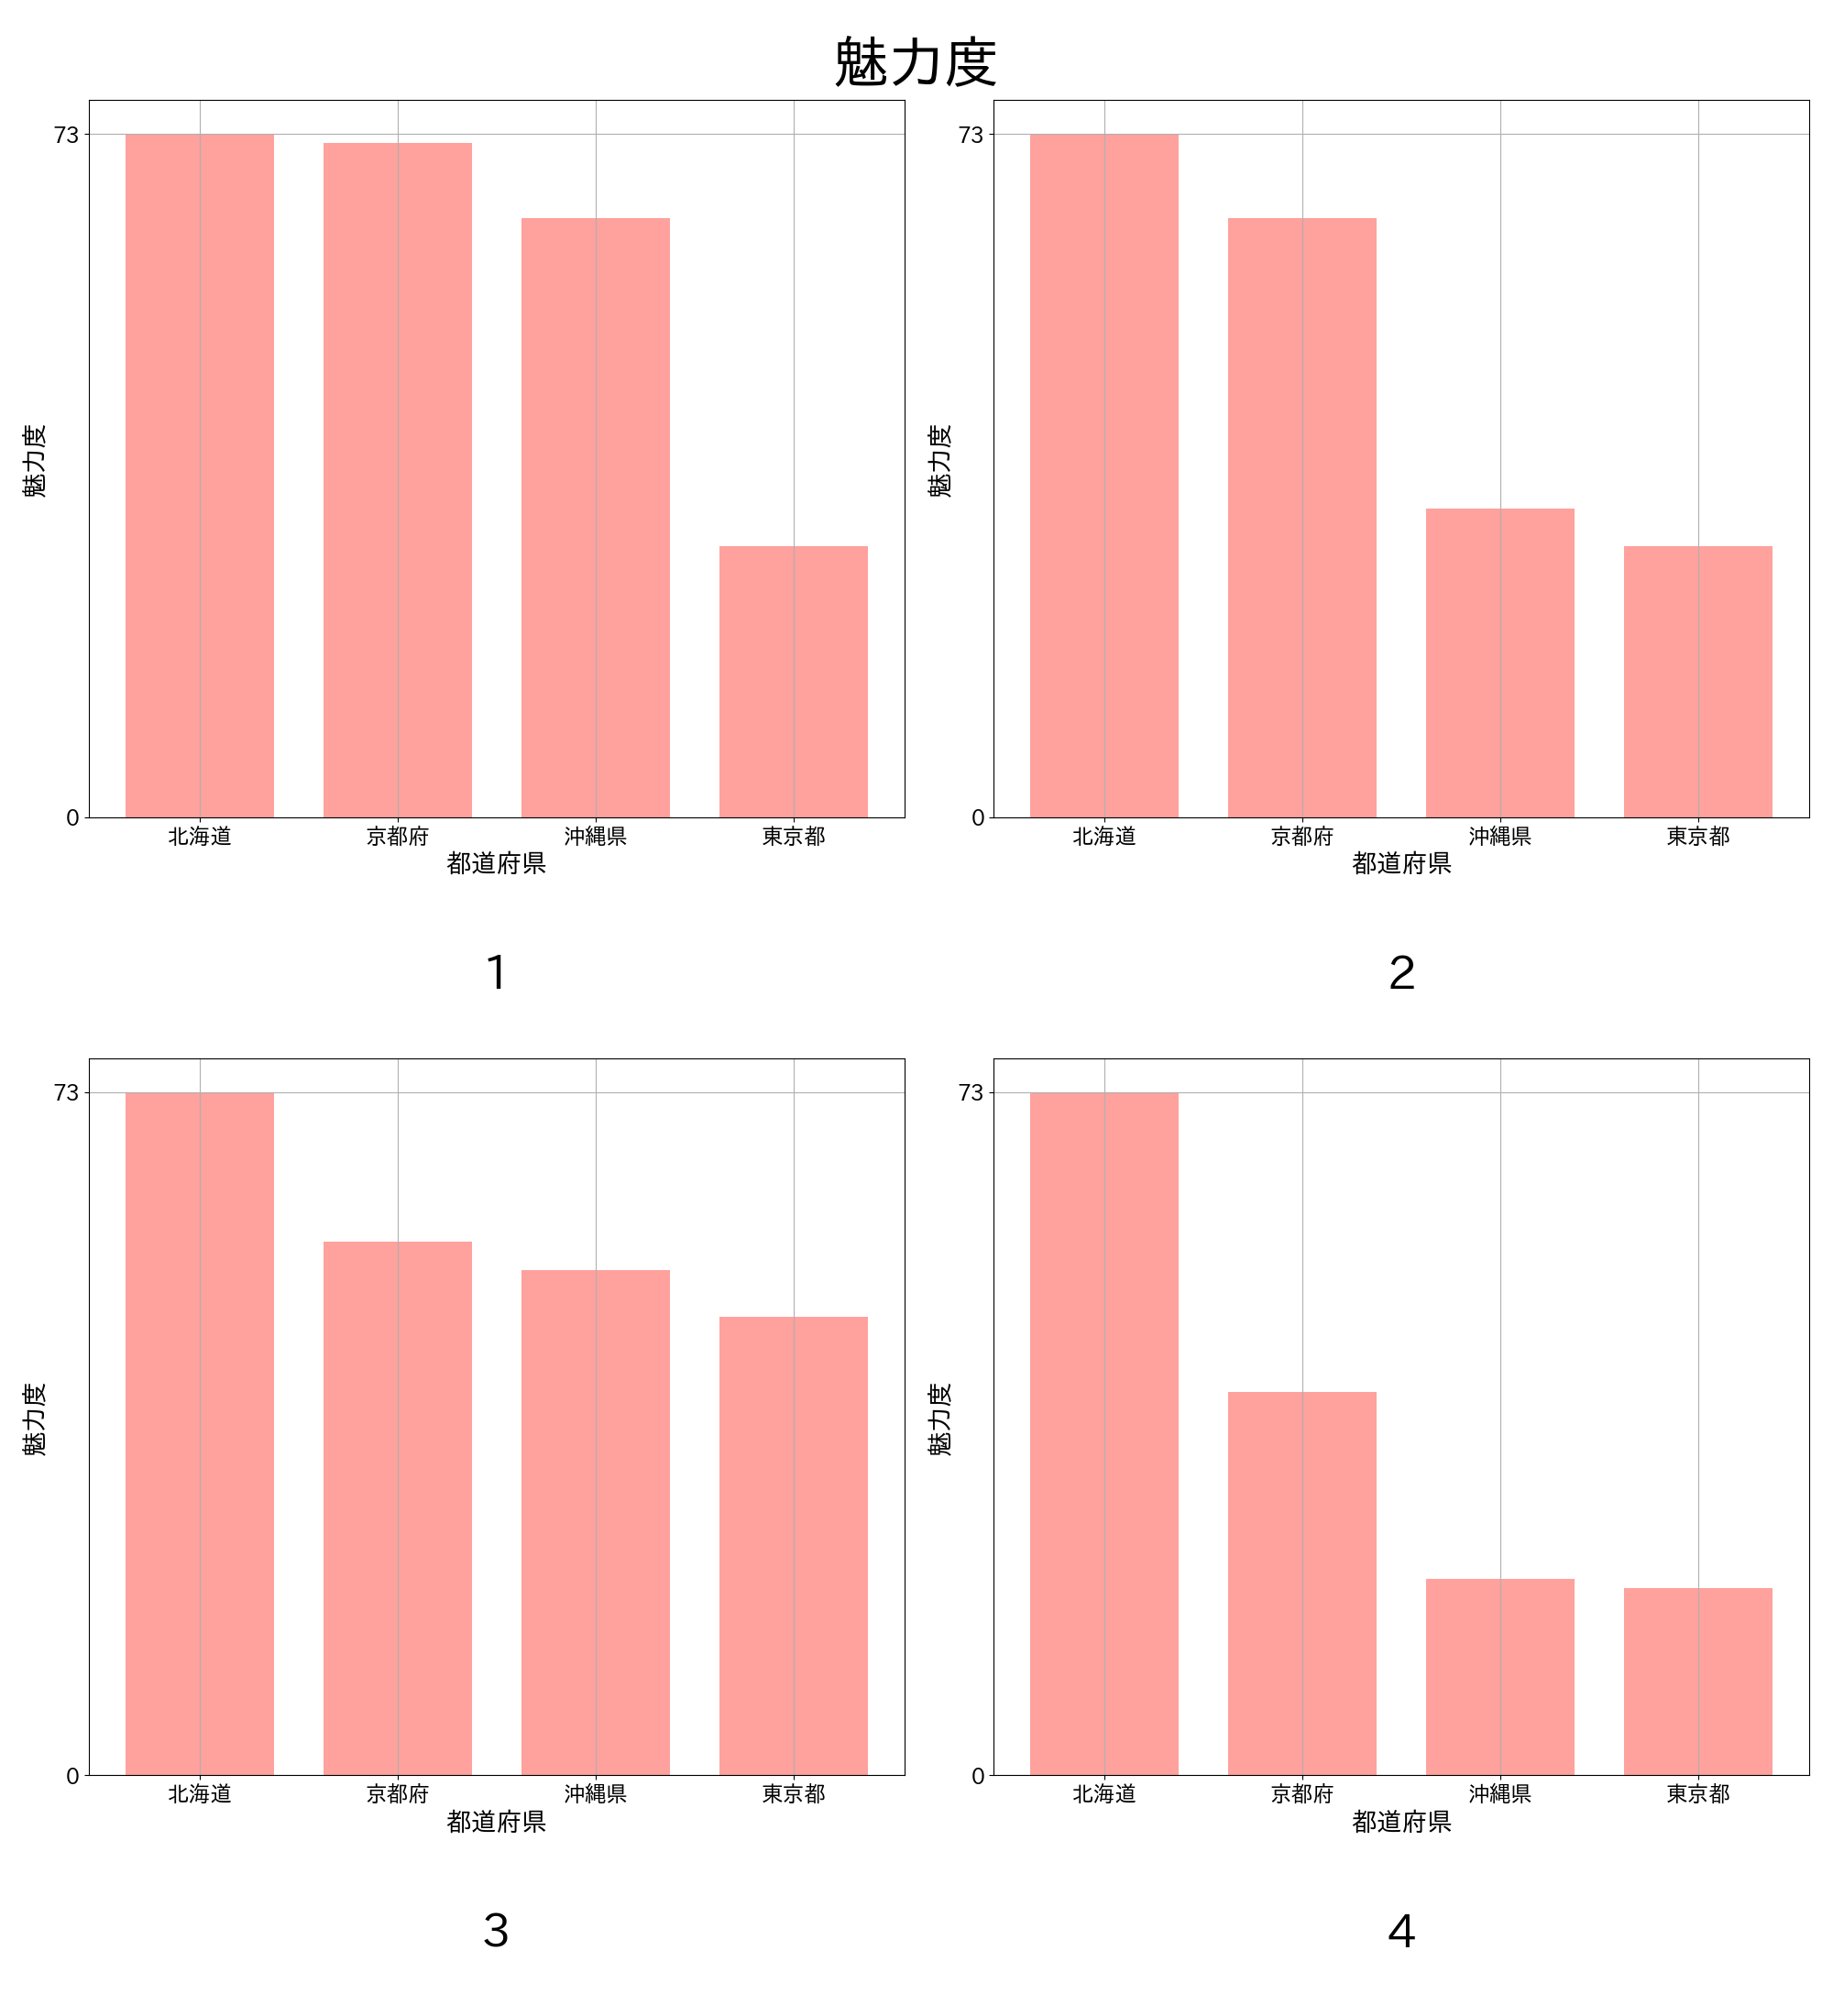 魅力度
73
0
魅力度
北海道 京都府 沖縄県 東京都
都道府県
1
73
0
魅力度
北海道 京都府 沖縄県 東京都
都道府県
2
73
0
魅力度
北海道 京都府 沖縄県 東京都
都道府県
3
73
0
魅力度
北海道 京都府 沖縄県 東京都
都道府県
4